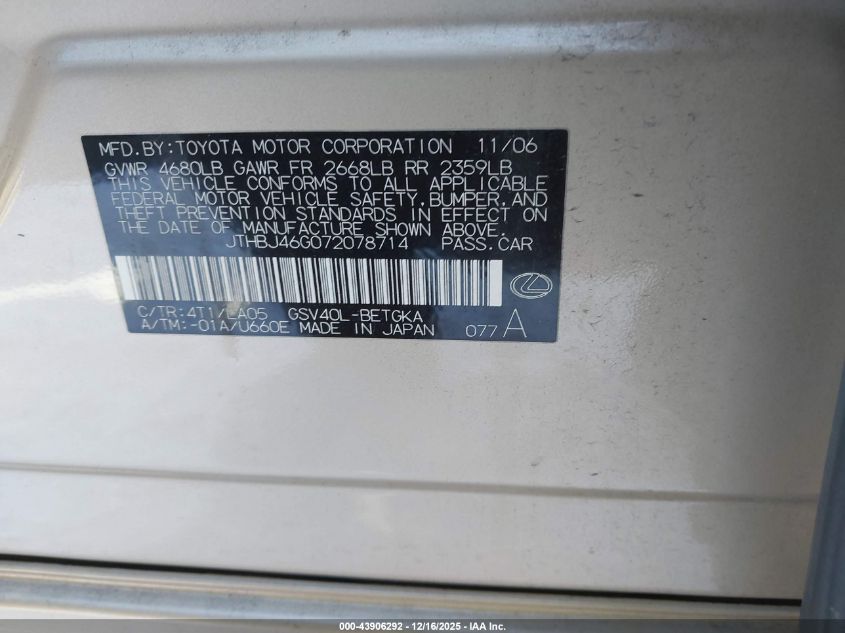 MFD.BY:TOYOTA MOTOR CORPORATION 11/06
GVWR 4680LB GAWR FR 2668LB RR 2359LB
THIS VEHICLE CONFORMS TO ALL APPLICABLE
FEDERAL MOTOR VEHICLE SAFETY,BUMPER,AND
THEFT PREVENTION STANDARDS IN EFFECT ON
THE DATE OF MANUFACTURE SHOWN ABOVE.
JTHBJ46G072078714 PASS.CAR
C/TR:4T1/LA05 GSV40L-BETGKA
A/TM:-01A/U660E MADE IN JAPAN 077 A
000-43906292 - 12/16/2025 - IAA Inc.